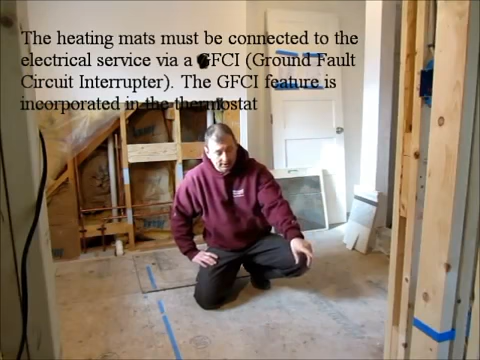 The heating mats must be connected to the
electrical service via a GFCI (Ground Fault
Circuit Interrupter). The GFCI feature is
incorporated in the thermostat